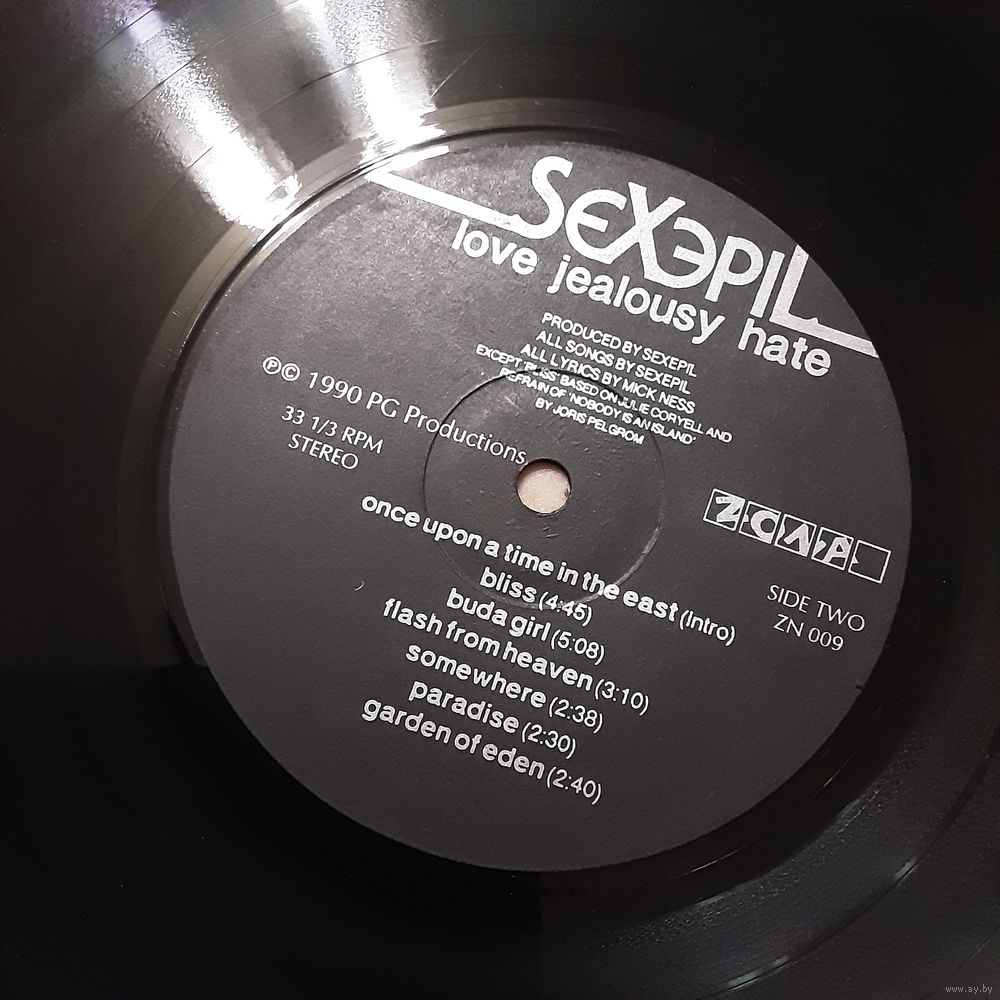 SEXEPIL
love jealousy hate
PRODUCED BY SEXEPIL
ALL SONGS BY SEXEPIL
ALL LYRICS BY MICK NESS
EXCEPT 'BLISS' BASED ON JULIE CORYELL AND
REFRAIN OF 'NOBODY IS AN ISLAND'
BY JORIS PELGROM
℗© 1990 PG Productions
33 1/3 RPM
STEREO
SIDE TWO
ZN 009
once upon a time in the east (Intro)
bliss (4:45)
buda girl (5:08)
flash from heaven (3:10)
somewhere (2:38)
paradise (2:30)
garden of eden (2:40)
www.ay.by